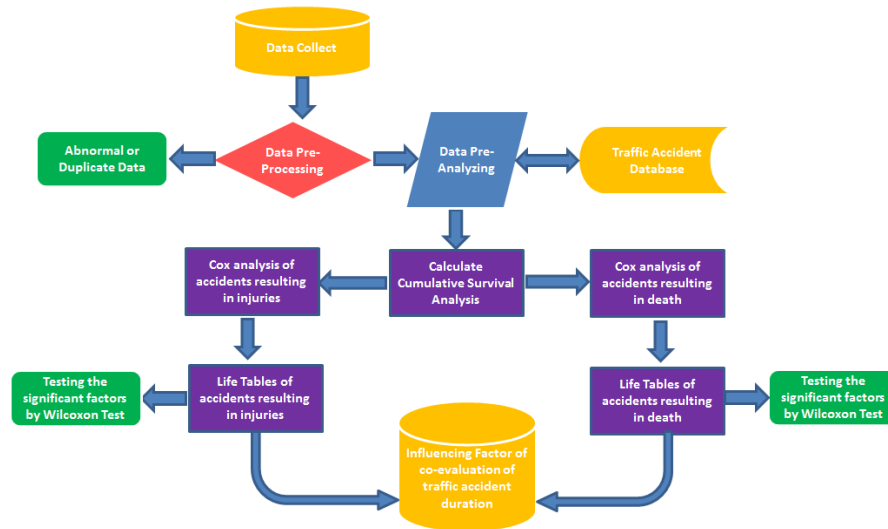 Data Collect
Abnormal or
Duplicate Data
Data Pre-
Processing
Data Pre-
Analyzing
Traffic Accident
Database
Cox analysis of
accidents resulting
in injuries
Calculate
Cumulative Survival
Analysis
Cox analysis of
accidents resulting
in death
Testing the
significant factors
by Wilcoxon Test
Life Tables of
accidents resulting
in injuries
Life Tables of
accidents resulting
in death
Testing the
significant factors
by Wilcoxon Test
Influencing Factor of
co-evaluation of
traffic accident
duration